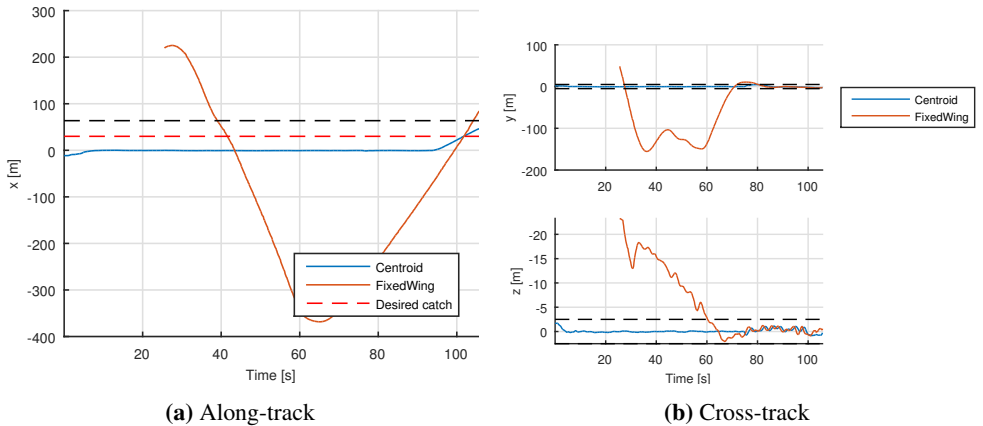 300
200
100
0
-100
-200
-300
-400
x [m]
20
40
60
80
100
Time [s]
Centroid
FixedWing
Desired catch
(a) Along-track
100
0
-100
-200
y [m]
20
40
60
80
100
Centroid
FixedWing
-20
-15
-10
-5
0
z [m]
20
40
60
80
100
Time [s]
(b) Cross-track